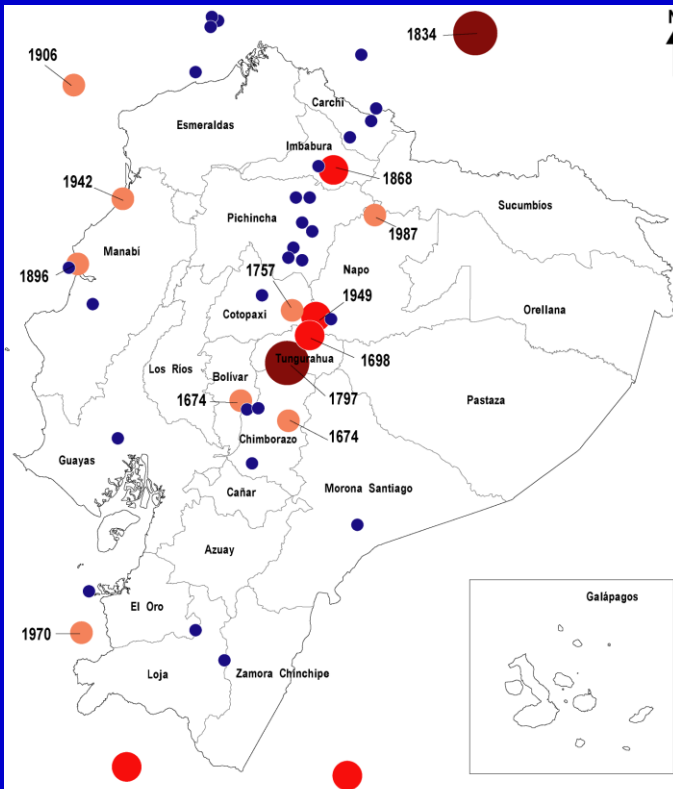 1834
N
1906
Carchi
Esmeraldas
Imbabura
1942
1868
Sucumbios
Pichincha
1987
Manabi
1757
Napo
1896
1949
Orellana
Cotopaxi
Los Rios
Tungurahua
1698
Bolivar
1674
1797
Pastaza
1674
Chimborazo
Guayas
Cañar
Morona Santiago
Azuay
Galápagos
El Oro
1970
Loja
Zamora Chinchipe